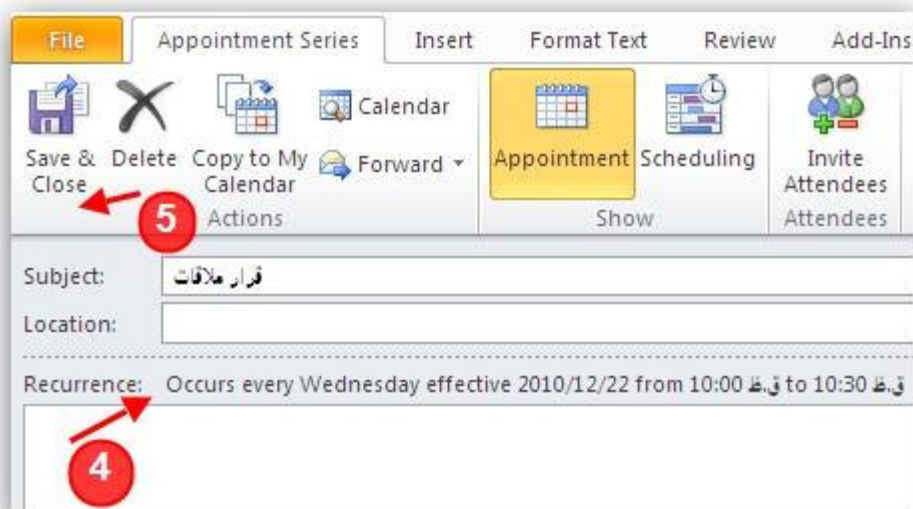 File Appointment Series Insert Format Text Review Add-Ins
Save & Close Delete Copy to My Calendar Calendar Forward Appointment Scheduling Invite Attendees
5 Actions Show Attendees
Subject: قرار ملاقات
Location:
Recurrence: Occurs every Wednesday effective 2010/12/22 from 10:00 ق.ظ to 10:30 ق.ظ
4